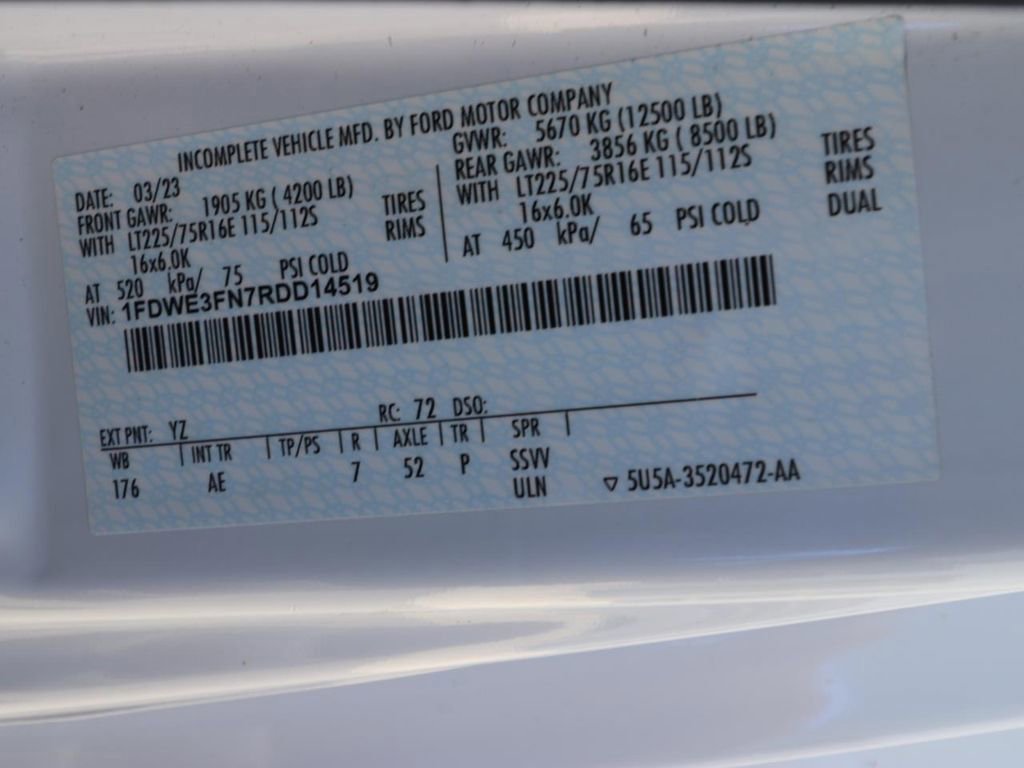 INCOMPLETE VEHICLE MFD. BY FORD MOTOR COMPANY
DATE: 03/23
FRONT GAWR: 1905 KG (4200 LB)
WITH LT225/75R16E 115/112S TIRES
16x6.0K RIMS
AT 520 kPa/ 75 PSI COLD
GVWR: 5670 KG (12500 LB)
REAR GAWR: 3856 KG ( 8500 LB)
WITH LT225/75R16E 115/112S TIRES
16x6.0K RIMS
AT 450 kPa/ 65 PSI COLD DUAL
VIN: 1FDWE3FN7RDD14519
EXT PNT: YZ RC: 72 DSO:
WB | INT TR | TP/PS | R | AXLE | TR | SPR |
176 AE 7 52 P SSVV
ULN ▽ 5U5A-3520472-AA